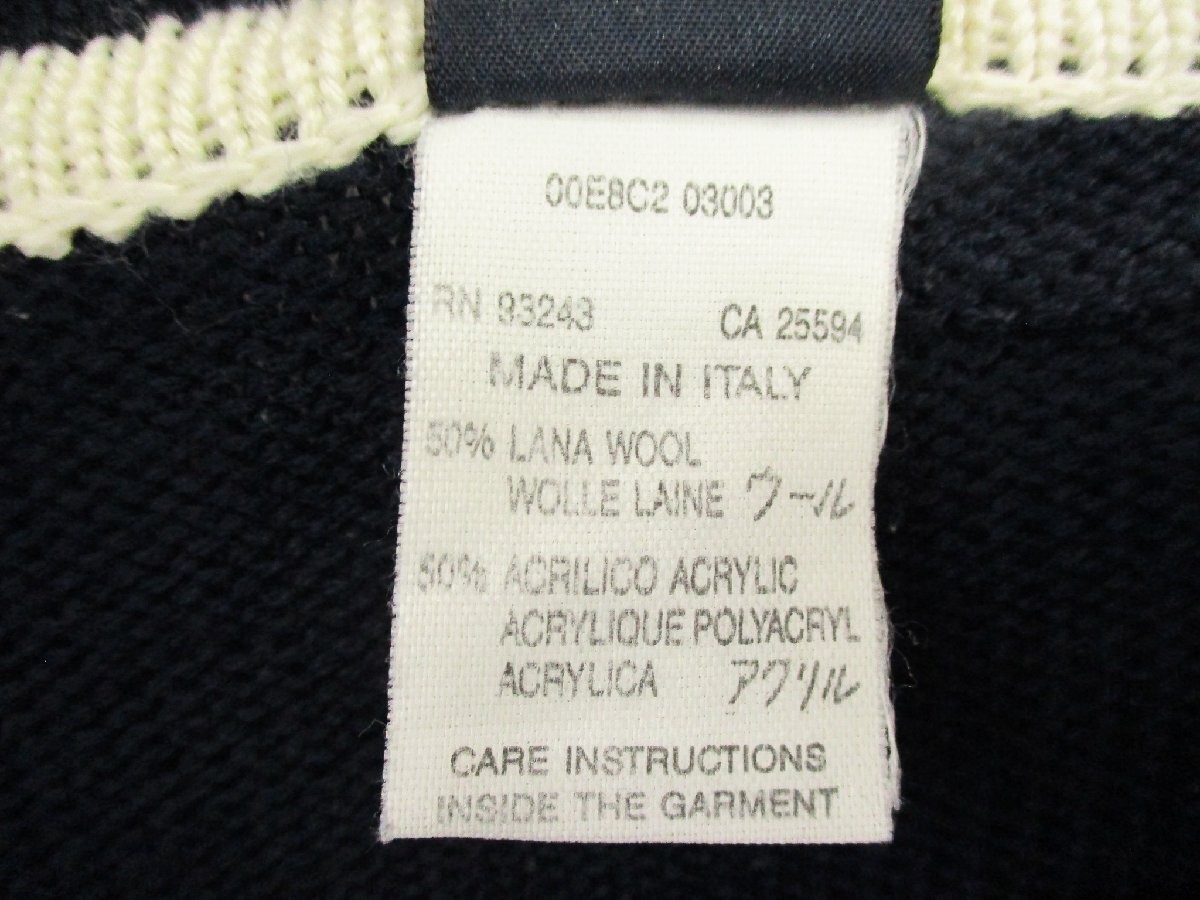 00E8C2 03003
RN 93243 CA 25594
MADE IN ITALY
50% LANA WOOL
WOLLE LAINE ウール
50% ACRILICO ACRYLIC
ACRYLIQUE POLYACRYL
ACRYLICA アクリル
CARE INSTRUCTIONS
INSIDE THE GARMENT